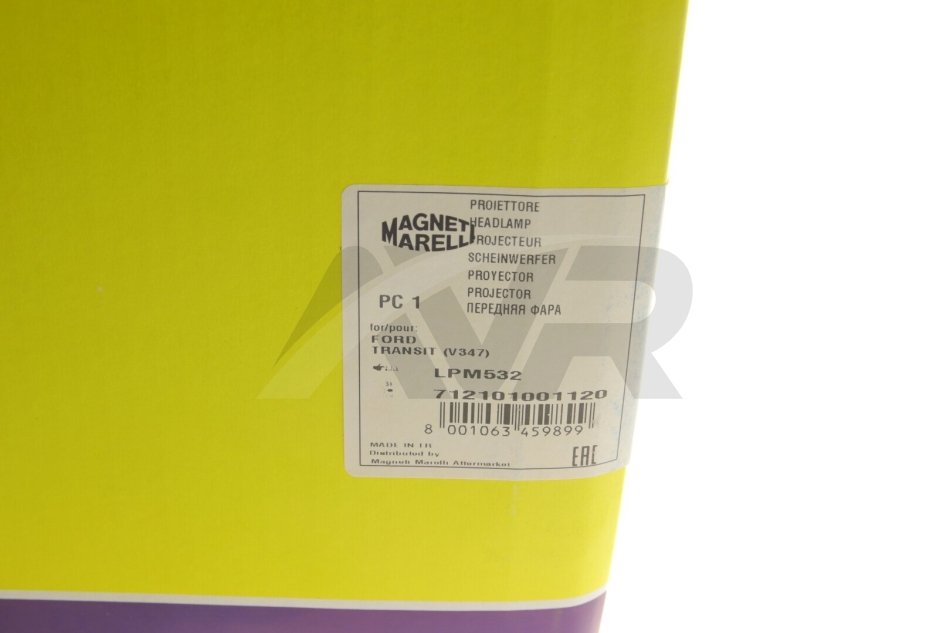 MAGNETI
MARELLI
PROIETTORE
HEADLAMP
PROJECTEUR
SCHEINWERFER
PROYECTOR
PROJECTOR
ПЕРЕДНЯЯ ФАРА
PC 1
for/pour:
FORD
TRANSIT (V347)
LPM532
712101001120
8 001063 459899
MADE IN
Distributed by
Magneti Marelli Aftermarket
EAC
AVR